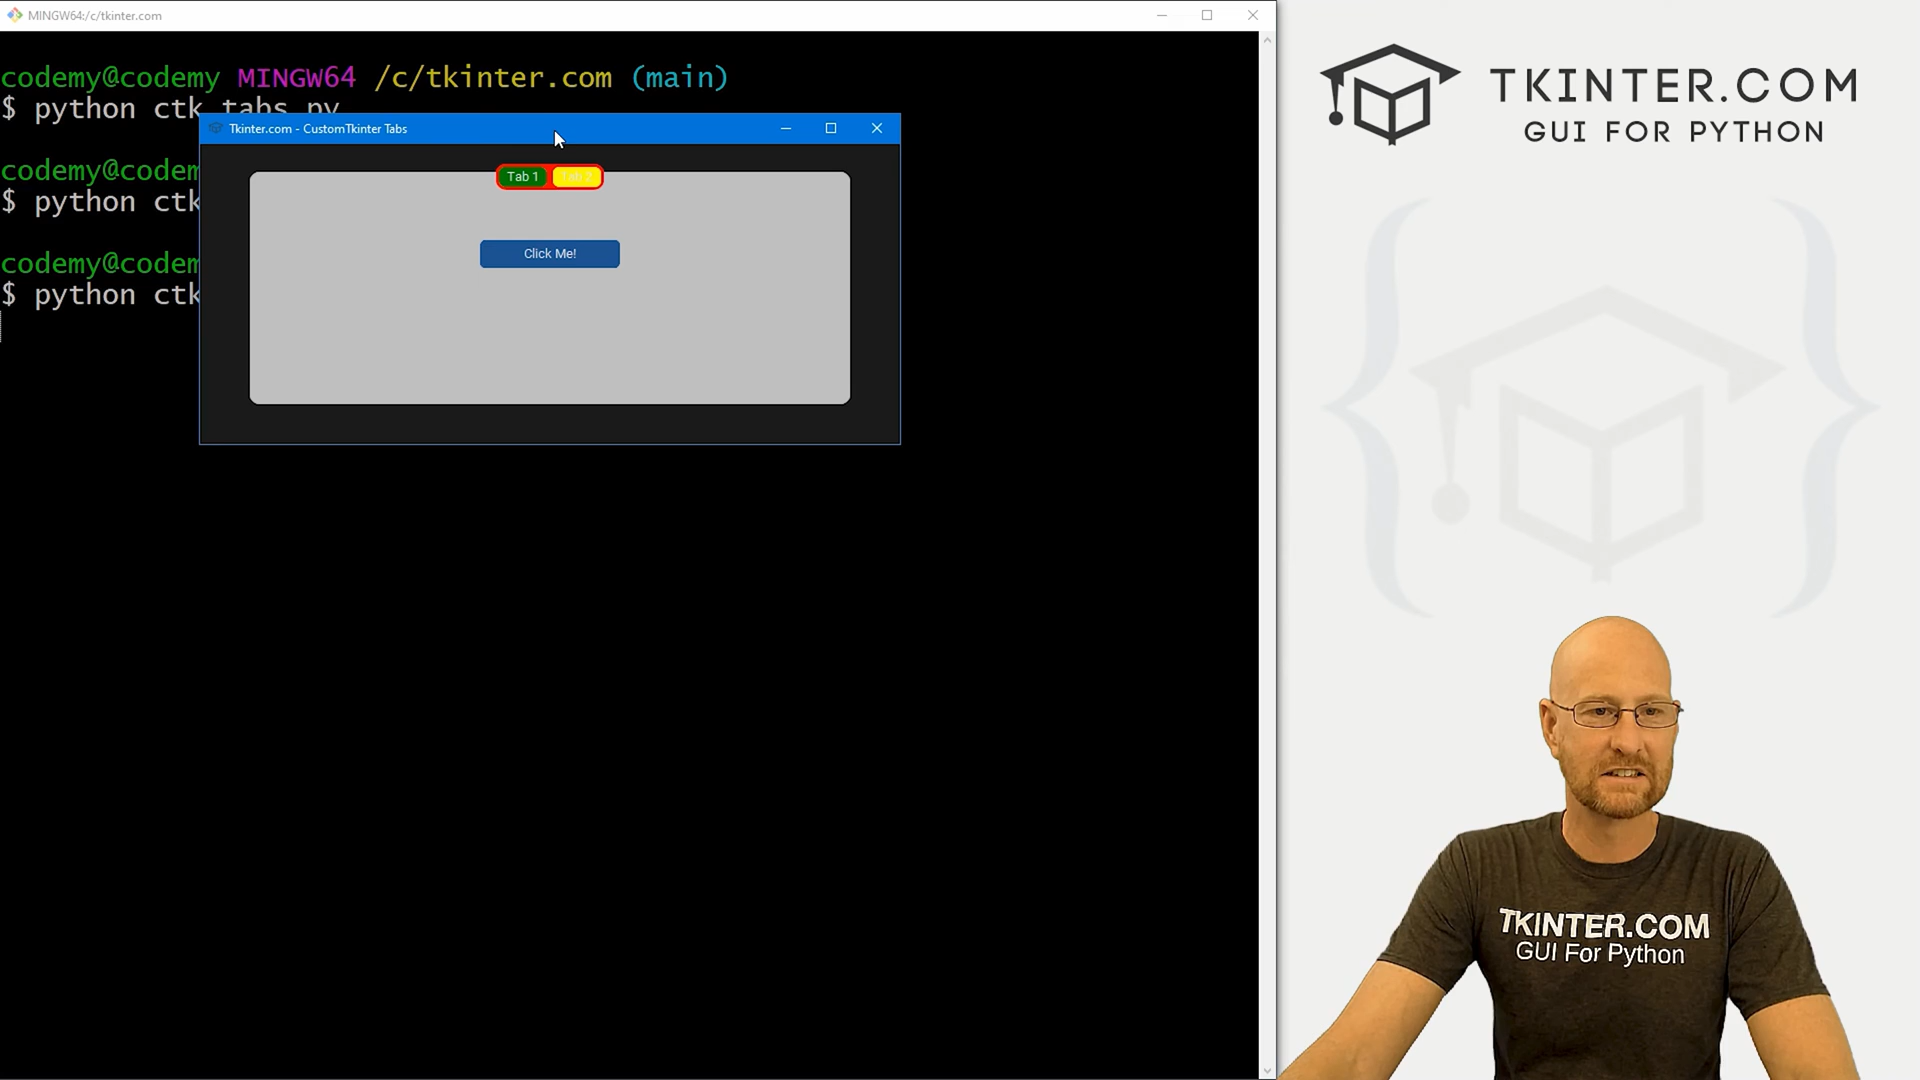 MINGW64:/c/tkinter.com
codemy@codemy MINGW64 /c/tkinter.com (main)
$ python ctk_tabs.py
Tkinter.com - CustomTkinter Tabs
Tab 1 Tab 2
codemy@codem
$ python ctk
Click Me!
codemy@codem
$ python ctk
TKINTER.COM
GUI FOR PYTHON
TKINTER.COM
GUI For Python